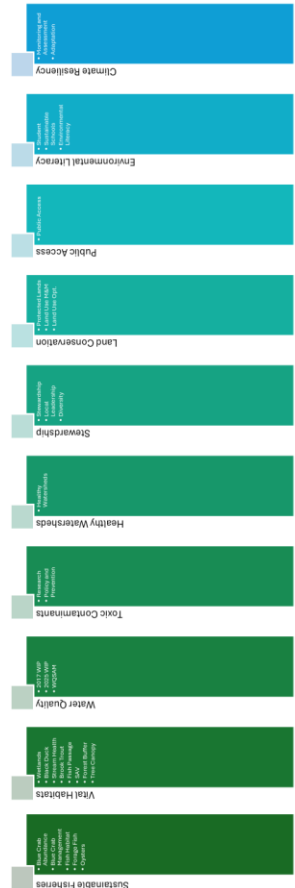 Sustainable Fisheries
• Blue Crab
Abundance
• Blue Crab
Management
• Fish Habitat
• Forage Fish
• Oysters
Vital Habitats
• Wetlands
• Black Duck
• Stream Health
• Brook Trout
• Fish Passage
• SAV
• Forest Buffer
• Tree Canopy
Water Quality
• 2017 WIP
• 2025 WIP
• WQSAM
Toxic Contaminants
• Research
• Policy and
Prevention
Healthy Watersheds
• Healthy
Watersheds
Stewardship
• Stewardship
• Local
Leadership
• Diversity
Land Conservation
• Protected Lands
• Land Use M&M
• Land Use Opt.
Public Access
• Public Access
Environmental Literacy
• Student
• Sustainable
Schools
• Environmental
Literacy
Climate Resiliency
• Monitoring and
Assessment
• Adaptation